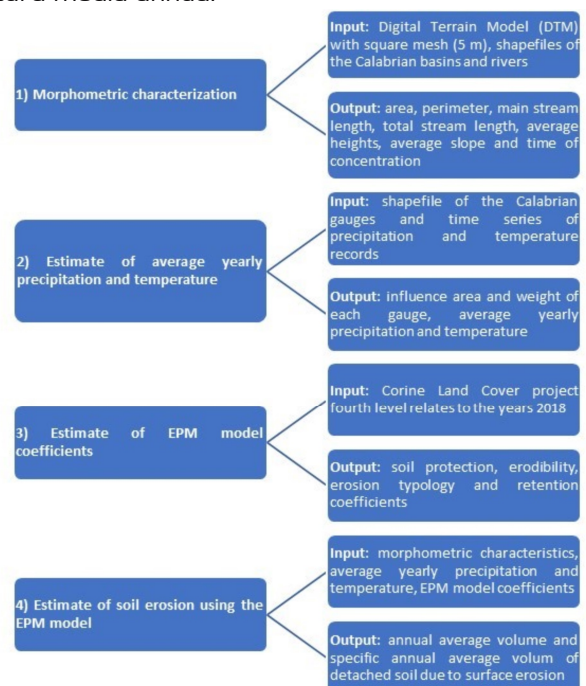 Input: Digital Terrain Model (DTM)
with square mesh (5 m), shapefiles of
the Calabrian basins and rivers
1) Morphometric characterization
Output: area, perimeter, main stream
length, total stream length, average
heights, average slope and time of
concentration
Input: shapefile of the Calabrian
gauges and time series of
precipitation and temperature
records
2) Estimate of average yearly
precipitation and temperature
Output: influence area and weight of
each gauge, average yearly
precipitation and temperature
Input: Corine Land Cover project
fourth level relates to the years 2018
3) Estimate of EPM model
coefficients
Output: soil protection, erodibility,
erosion typology and retention
coefficients
Input: morphometric characteristics,
average yearly precipitation and
temperature, EPM model coefficients
4) Estimate of soil erosion using the
EPM model
Output: annual average volume and
specific annual average volum of
detached soil due to surface erosion